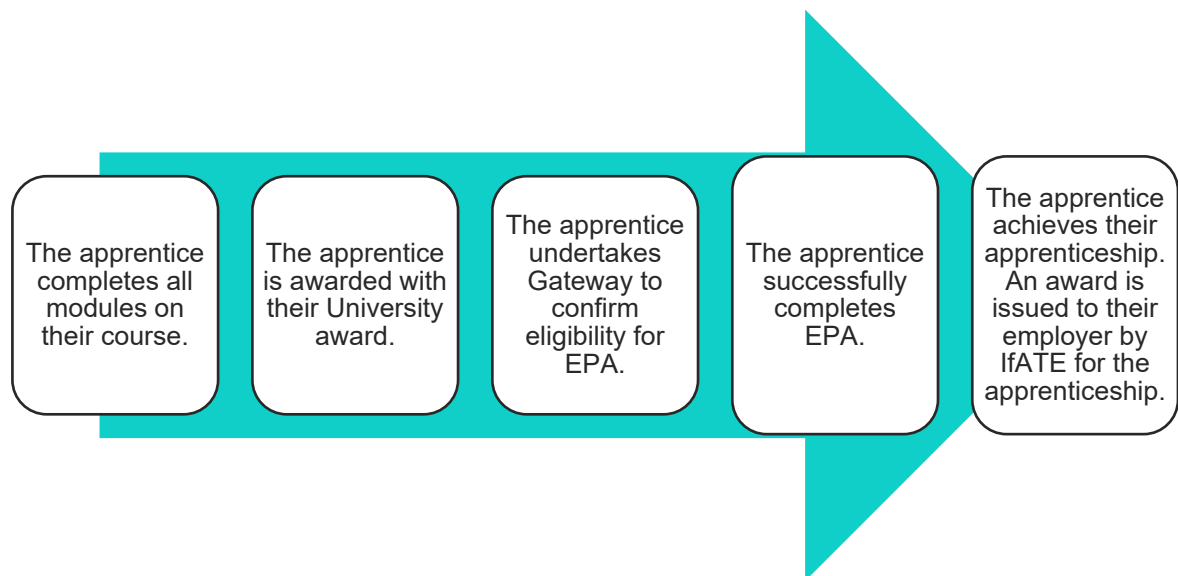 The apprentice
completes all
modules on
their course.
The apprentice
is awarded with
their University
award.
The apprentice
undertakes
Gateway to
confirm
eligibility for
EPA.
The apprentice
successfully
completes
EPA.
The apprentice
achieves their
apprenticeship.
An award is
issued to their
employer by
IfATE for the
apprenticeship.